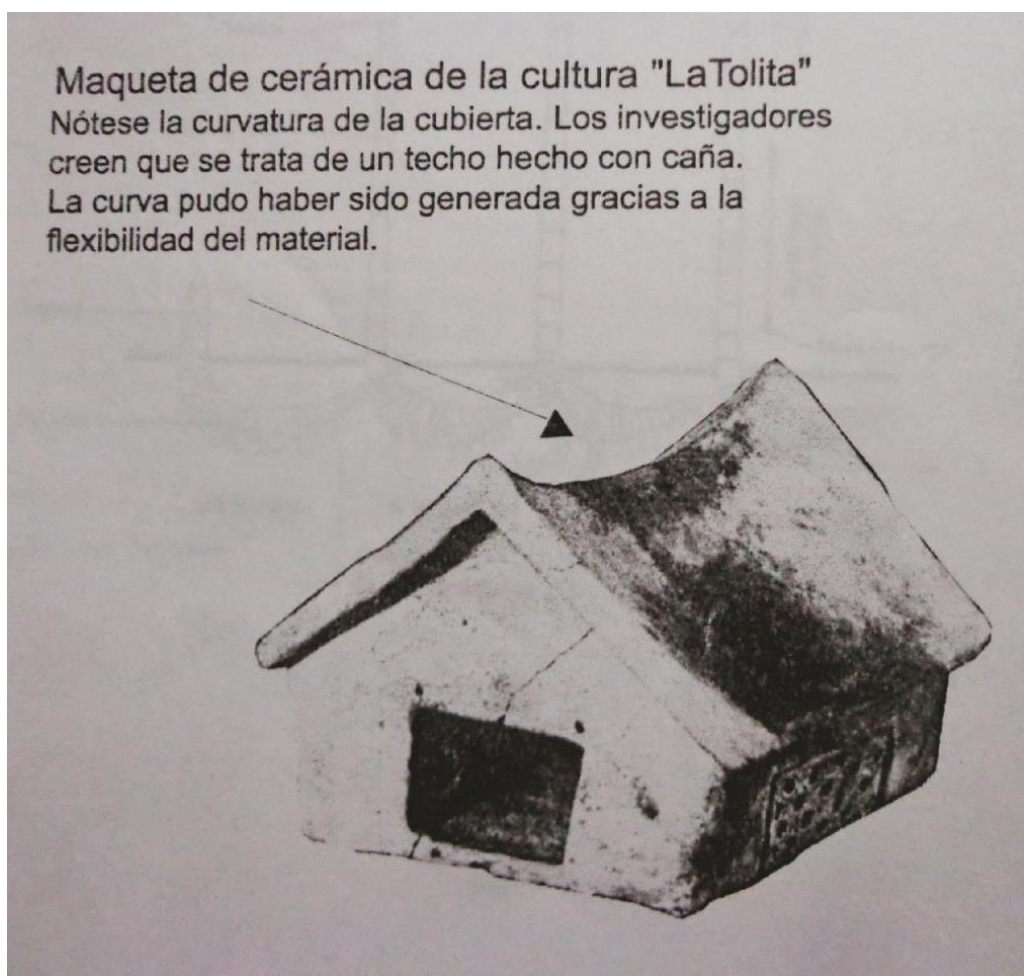 Maqueta de cerámica de la cultura "LaTolita"
Nótese la curvatura de la cubierta. Los investigadores
creen que se trata de un techo hecho con caña.
La curva pudo haber sido generada gracias a la
flexibilidad del material.